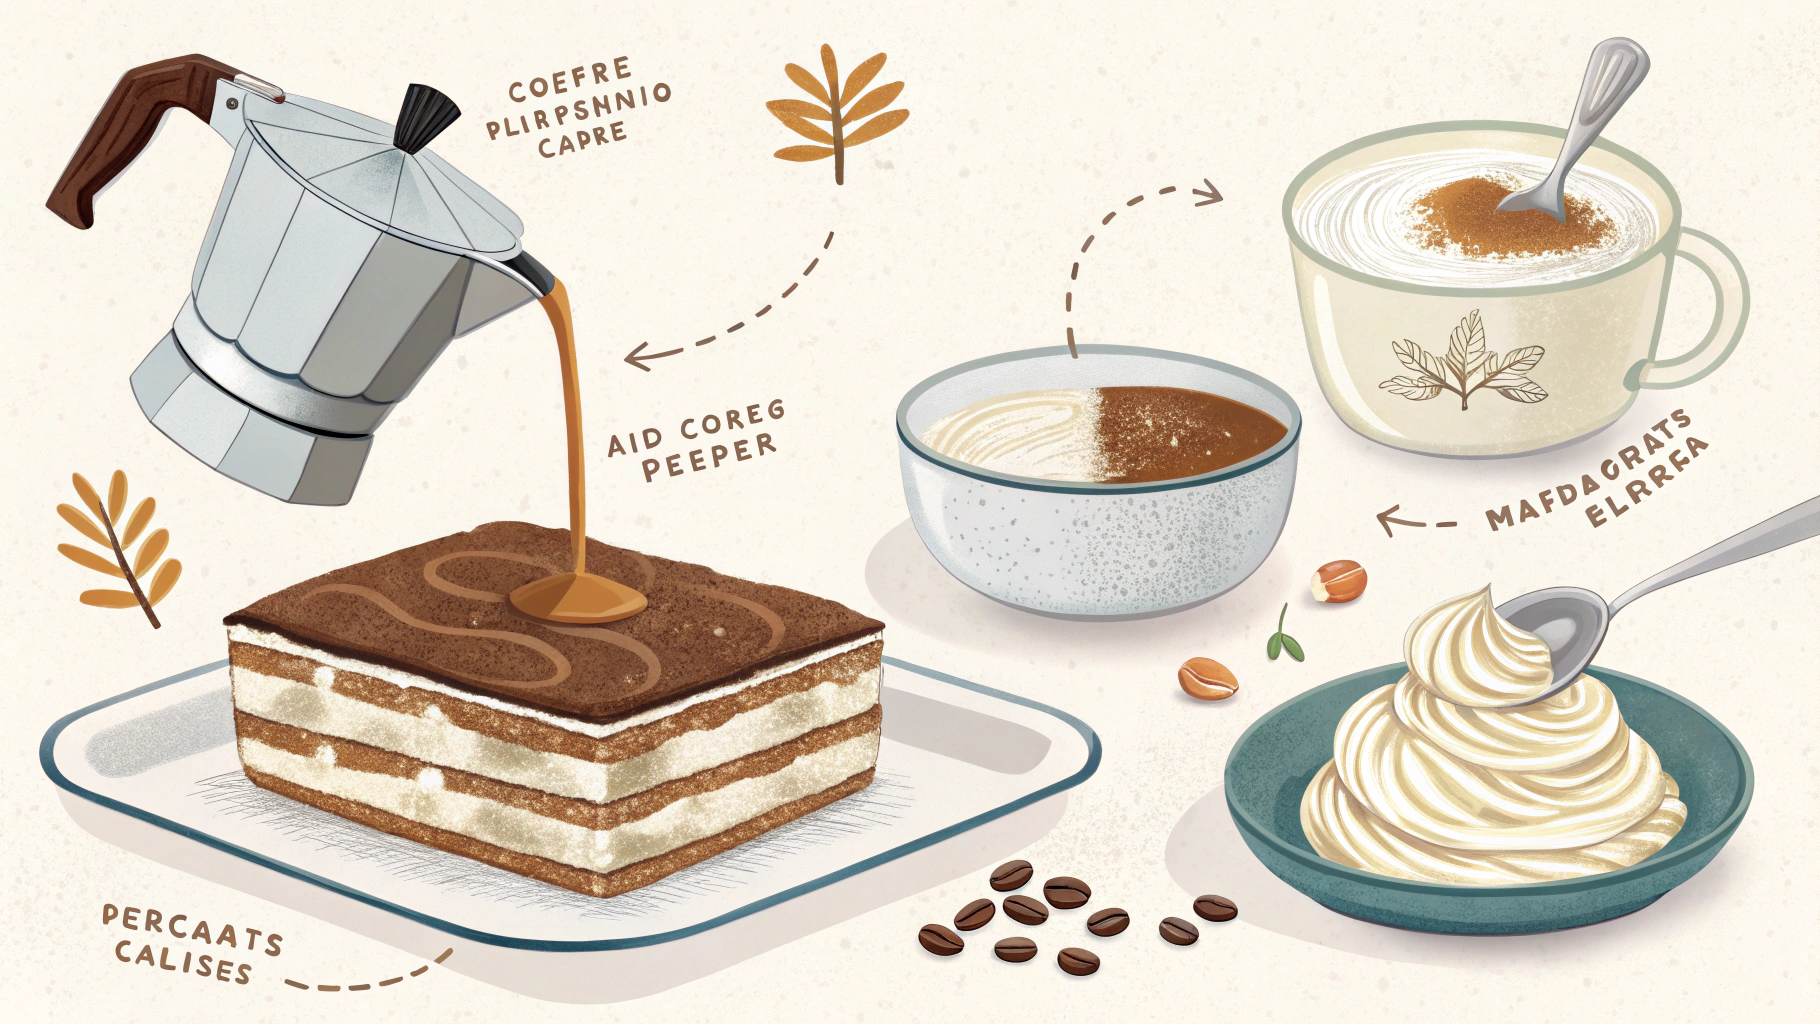 COEFRE
PLIRPSNNIO
CAPRE
AID COREG
PEEPER
MAFDAGRATS
ELRRFA
PERCAATS
CALISES